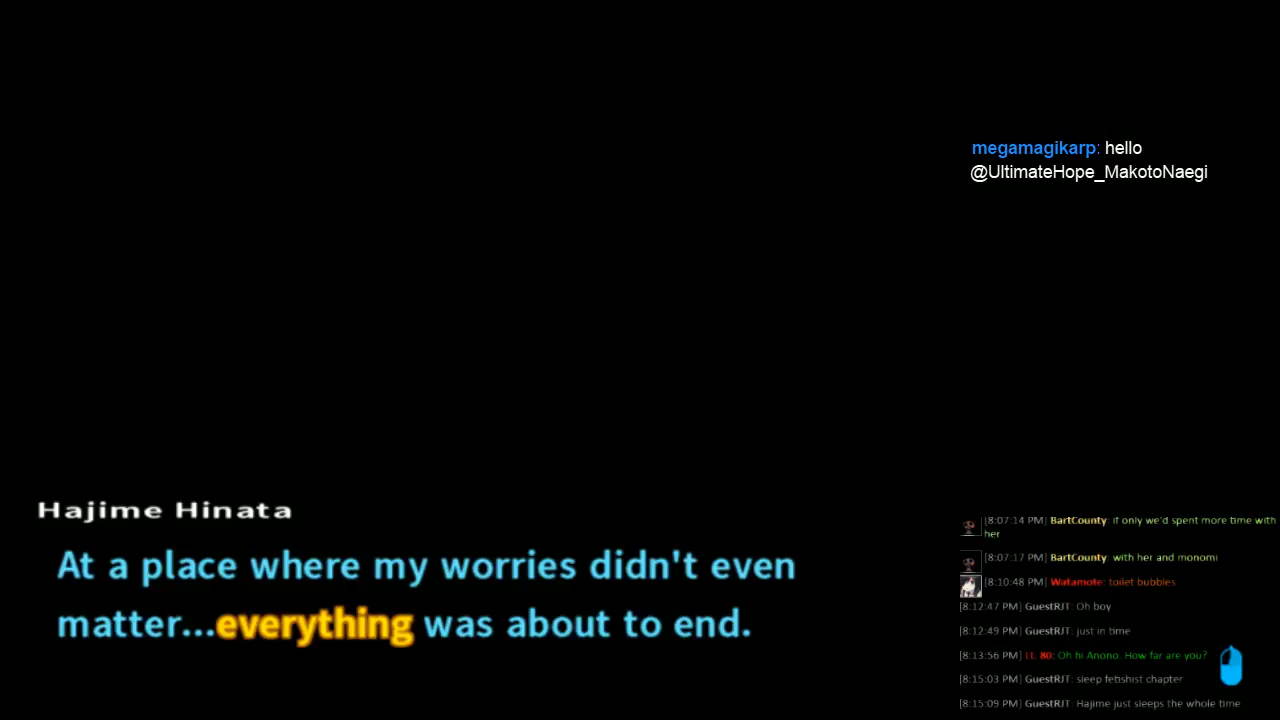 megamagikarp: hello
@UltimateHope_MakotoNaegi
Hajime Hinata
At a place where my worries didn't even
matter...everything was about to end.
[8:07:14 PM] BartCounty: if only we'd spent more time with
her
[8:07:17 PM] BartCounty: with her and monomi
[8:10:48 PM] Watamote: toilet bubbles
[8:12:47 PM] GuestRJT: Oh boy
[8:12:49 PM] GuestRJT: just in time
[8:13:56 PM] Lt. 80: Oh hi Anono. How far are you?
[8:15:03 PM] GuestRJT: sleep fetishist chapter
[8:15:09 PM] GuestRJT: Hajime just sleeps the whole time